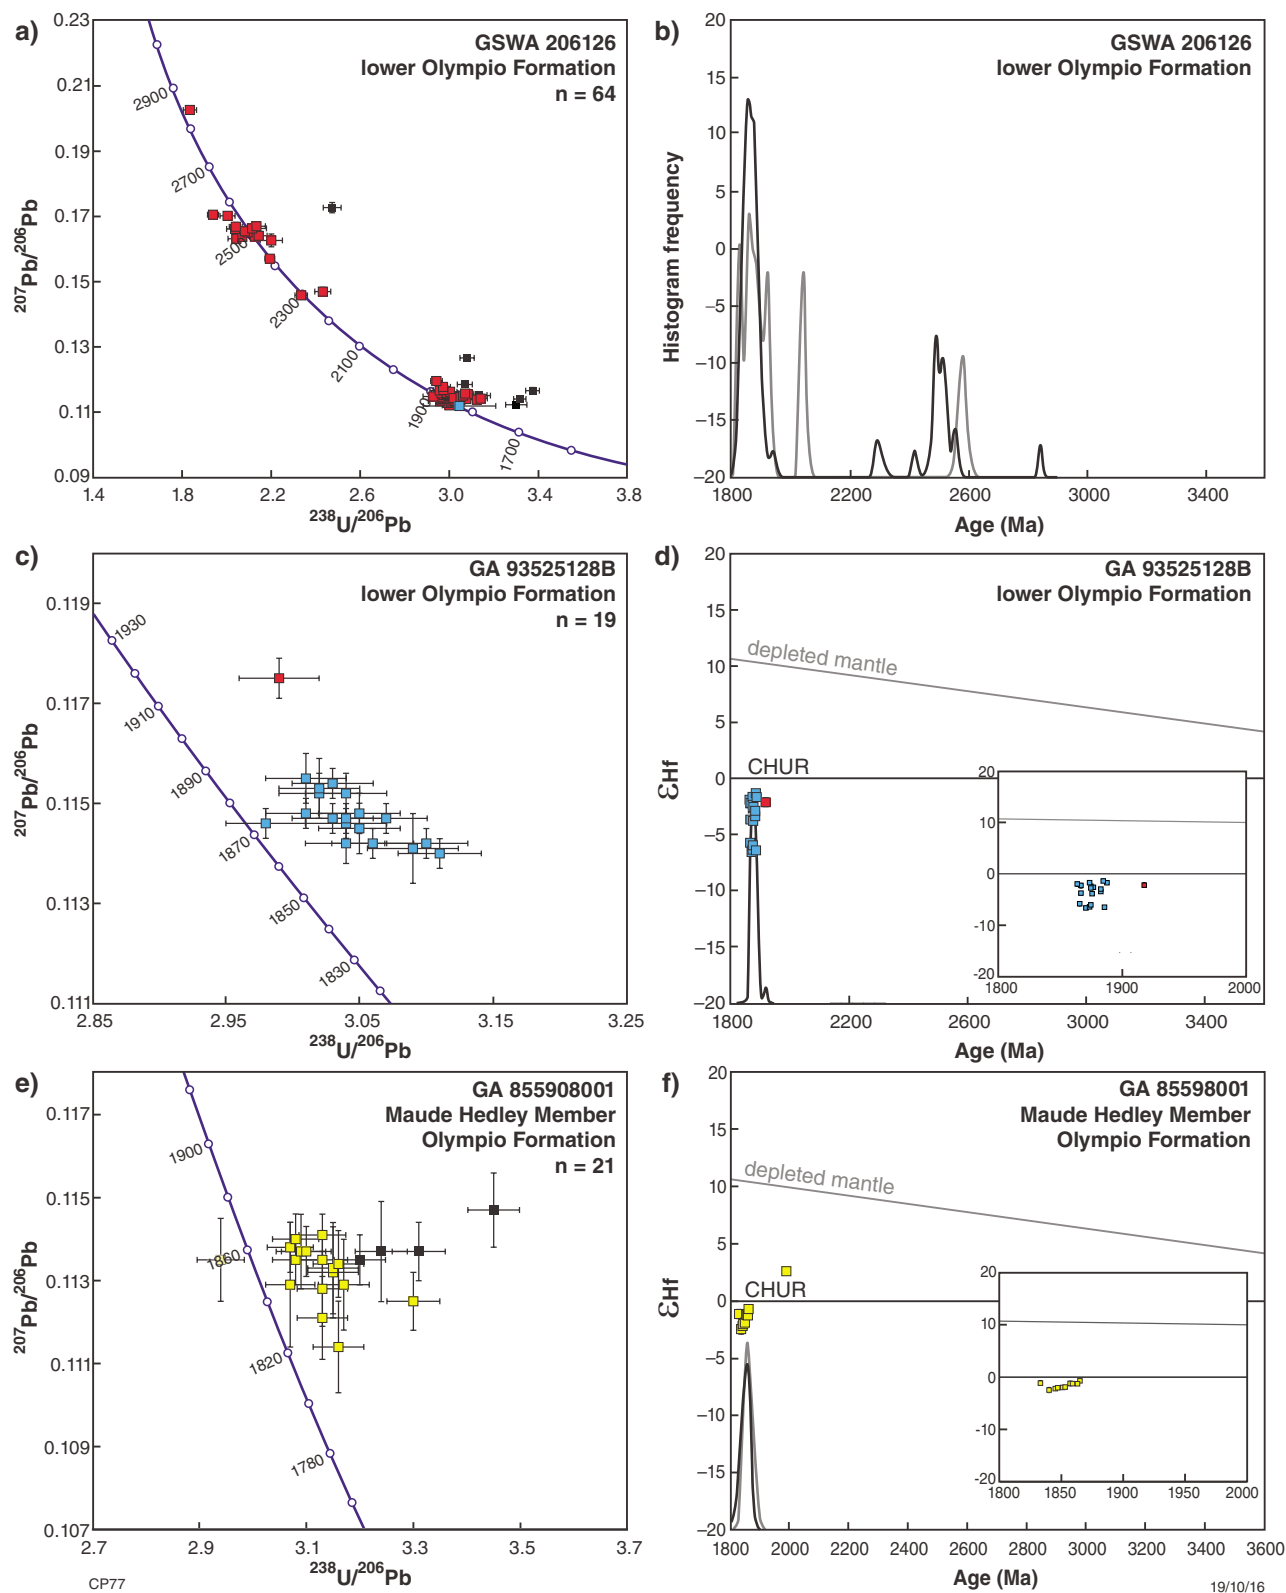 a)
GSWA 206126
lower Olympio Formation
n = 64
0.23
0.21
0.19
0.17
0.15
0.13
0.11
0.09
207Pb/206Pb
2900
2700
2500
2300
2100
1900
1700
1.4 1.8 2.2 2.6 3.0 3.4 3.8
238U/206Pb
b)
GSWA 206126
lower Olympio Formation
20
15
10
5
0
–5
–10
–15
–20
Histogram frequency
1800 2200 2600 3000 3400
Age (Ma)
c)
GA 93525128B
lower Olympio Formation
n = 19
0.119
0.117
0.115
0.113
0.111
207Pb/206Pb
1930
1910
1890
1870
1850
1830
2.85 2.95 3.05 3.15 3.25
238U/206Pb
d)
GA 93525128B
lower Olympio Formation
20
15
10
5
0
–5
–10
–15
–20
εHf
depleted mantle
CHUR
20
10
0
-10
-20
1800 1900 2000
1800 2200 2600 3000 3400
Age (Ma)
e)
GA 855908001
Maude Hedley Member
Olympio Formation
n = 21
0.117
0.115
0.113
0.111
0.109
0.107
207Pb/206Pb
1900
1860
1820
1780
2.7 2.9 3.1 3.3 3.5 3.7
238U/206Pb
f)
GA 85598001
Maude Hedley Member
Olympio Formation
20
15
10
5
0
–5
–10
–15
–20
εHf
depleted mantle
CHUR
20
10
0
-10
-20
1800 1850 1900 1950 2000
1800 2000 2200 2400 2600 2800 3000 3200 3400 3600
Age (Ma)
CP77
19/10/16